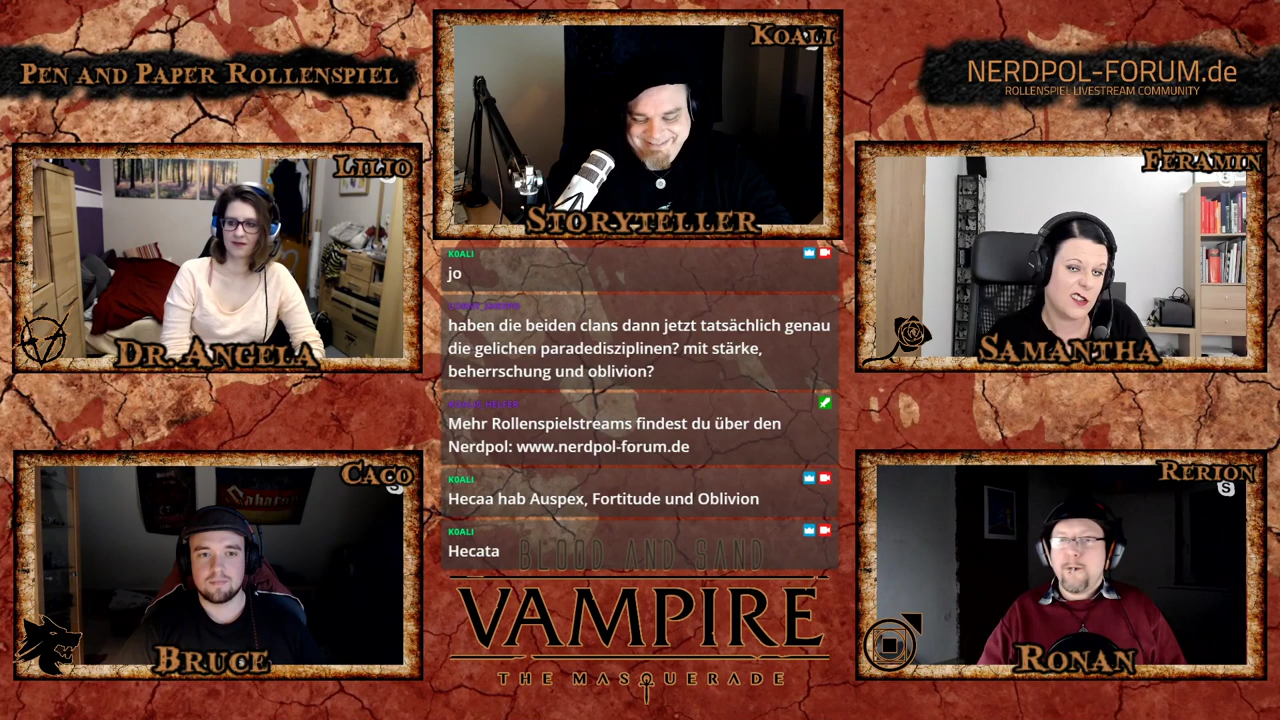 PEN AND PAPER ROLLENSPIEL
KOALI
NERDPOL-FORUM.de
ROLLENSPIEL LIVESTREAM COMMUNITY
LILIO
FERAMIN
STORYTELLER
DR. ANGELA
SAMANTHA
KOALI
jo
haben die beiden clans dann jetzt tatsächlich genau
die gelichen paradedisziplinen? mit stärke,
beherrschung und oblivion?
KOALIS_HELFER
Mehr Rollenspielstreams findest du über den
Nerdpol: www.nerdpol-forum.de
KOALI
Hecaa hab Auspex, Fortitude und Oblivion
KOALI
Hecata
CACO
RERION
BRUCE
RONAN
BLOOD AND SAND
VAMPIRE
THE MASQUERADE